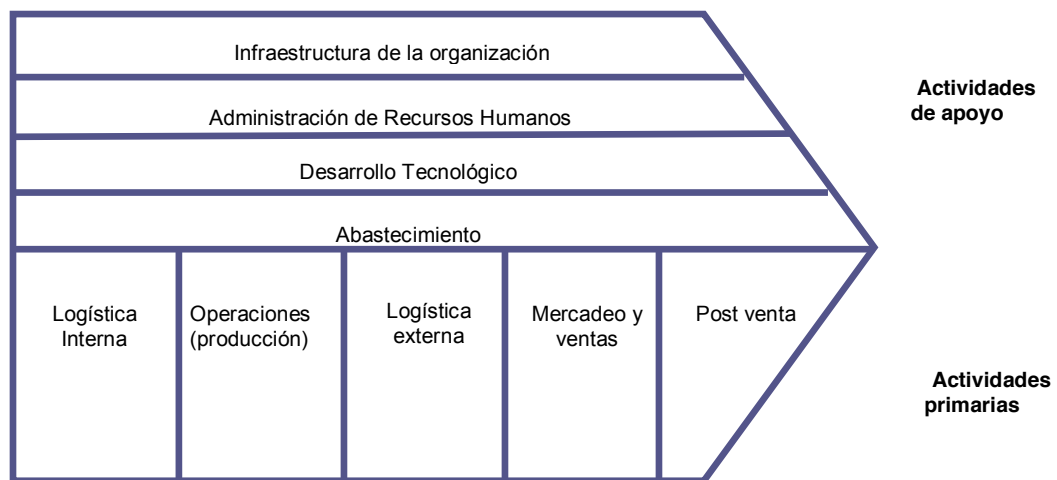 Infraestructura de la organización
Administración de Recursos Humanos
Desarrollo Tecnológico
Abastecimiento
Actividades
de apoyo
Logística
Interna
Operaciones
(producción)
Logística
externa
Mercadeo y
ventas
Post venta
Actividades
primarias